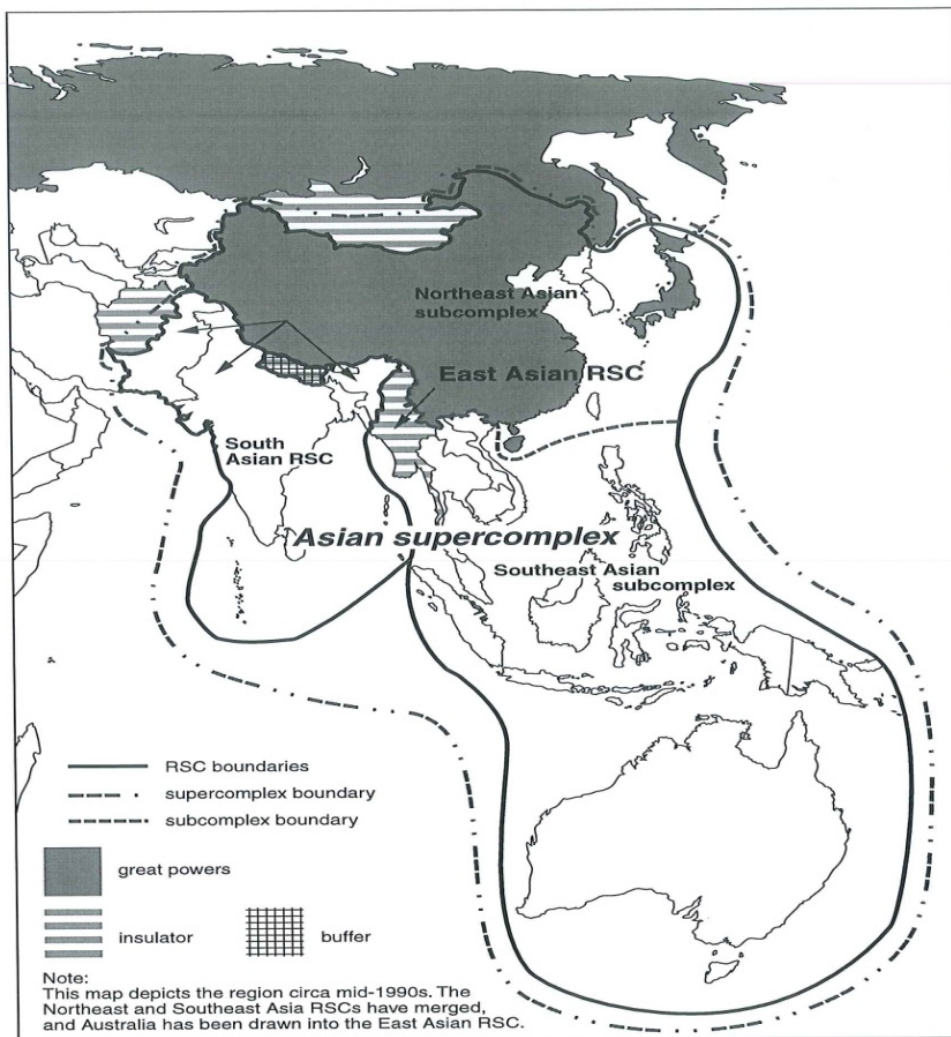 Northeast Asian
subcomplex
East Asian RSC
South
Asian RSC
Asian supercomplex
Southeast Asian
subcomplex
RSC boundaries
supercomplex boundary
subcomplex boundary
great powers
insulator
buffer
Note:
This map depicts the region circa mid-1990s. The
Northeast and Southeast Asia RSCs have merged,
and Australia has been drawn into the East Asian RSC.